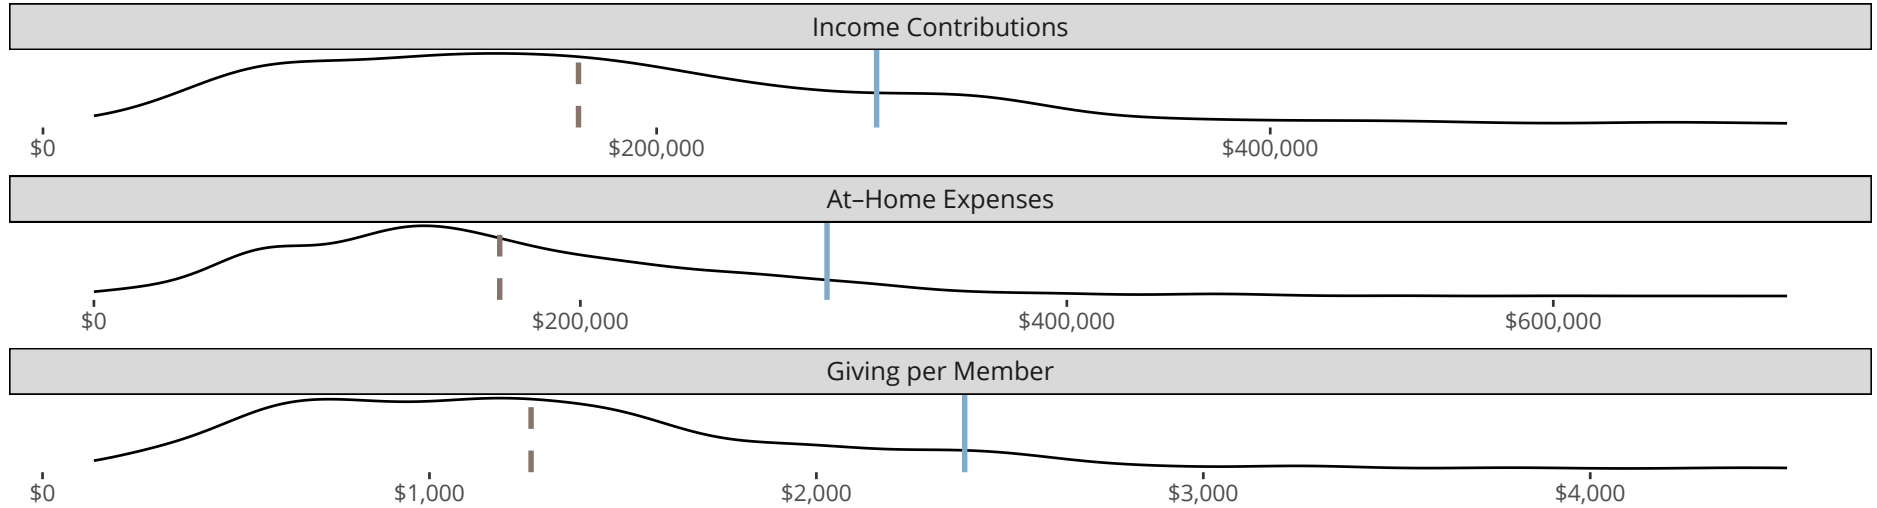 Income Contributions
$0 $200,000 $400,000
At–Home Expenses
$0 $200,000 $400,000 $600,000
Giving per Member
$0 $1,000 $2,000 $3,000 $4,000